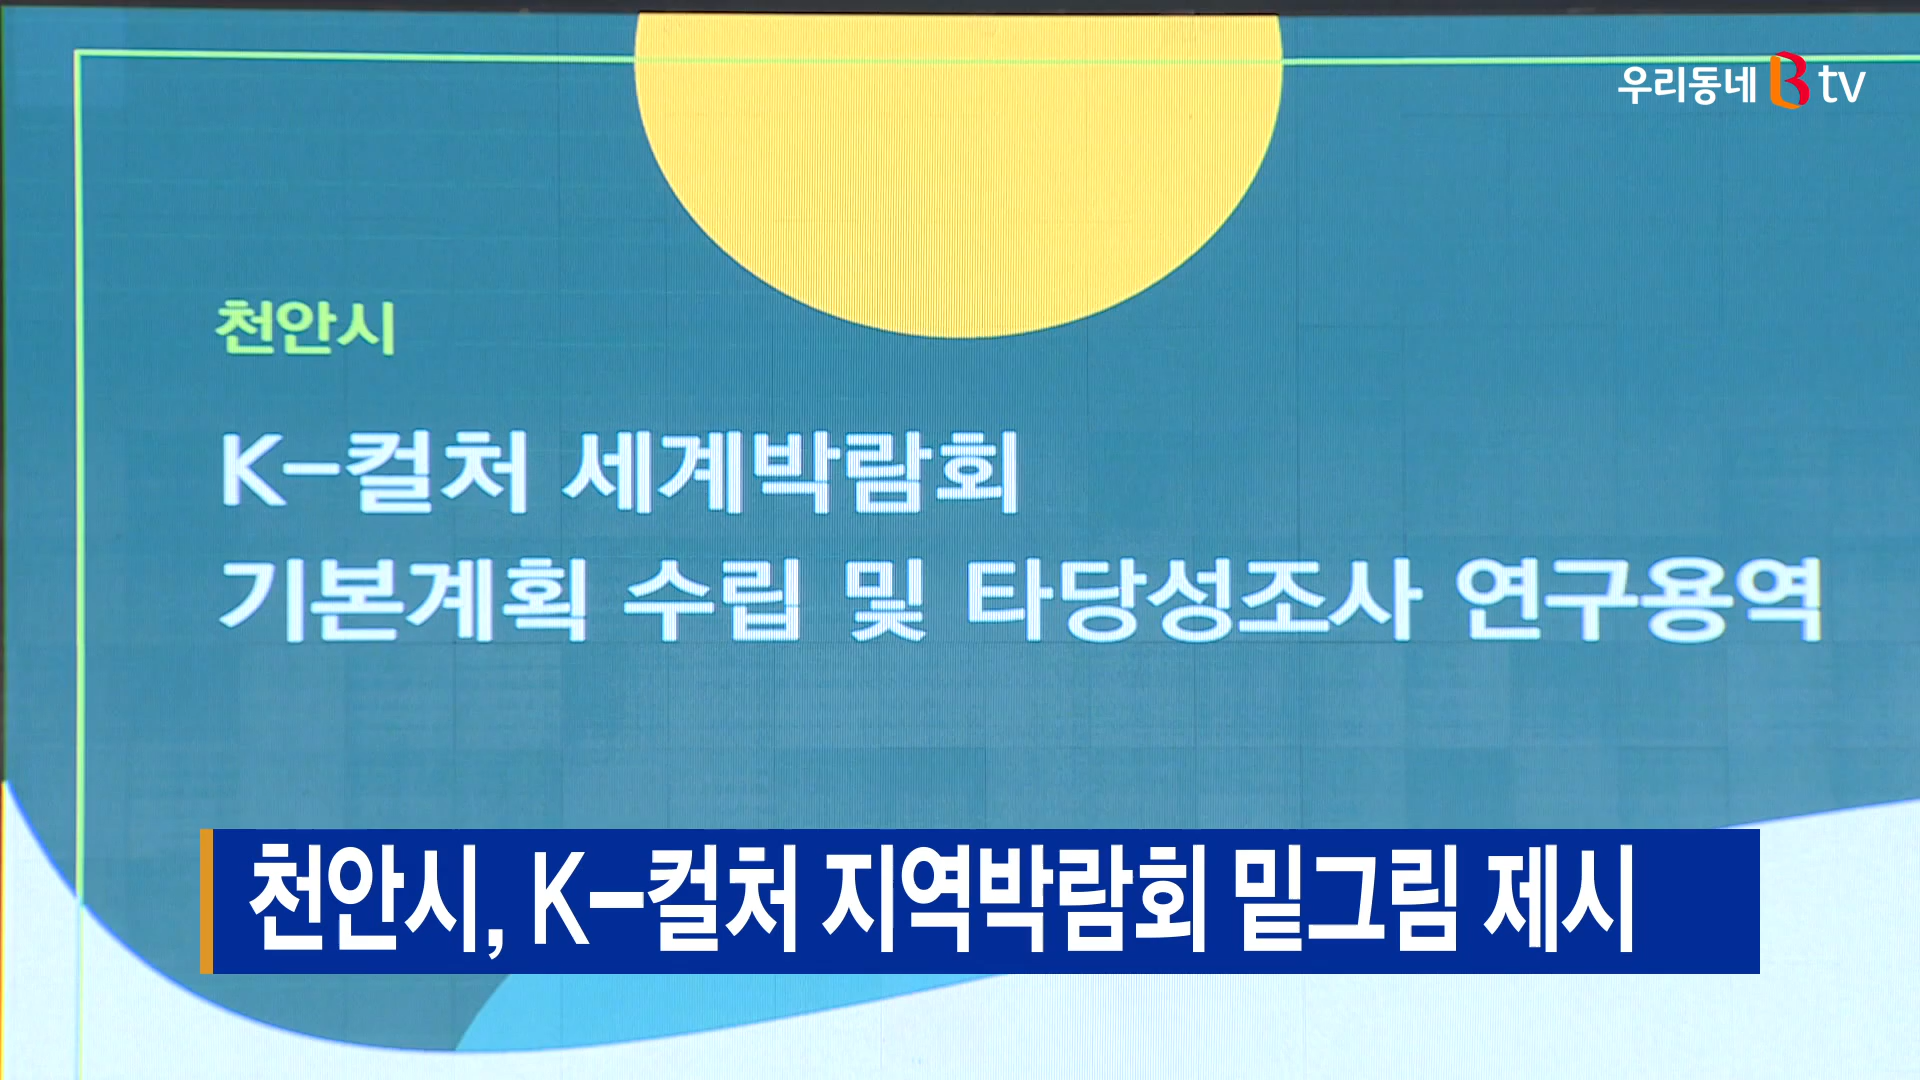 우리동네 B tv
천안시
K-컬처 세계박람회
기본계획 수립 및 타당성조사 연구용역
천안시, K-컬처 지역박람회 밑그림 제시